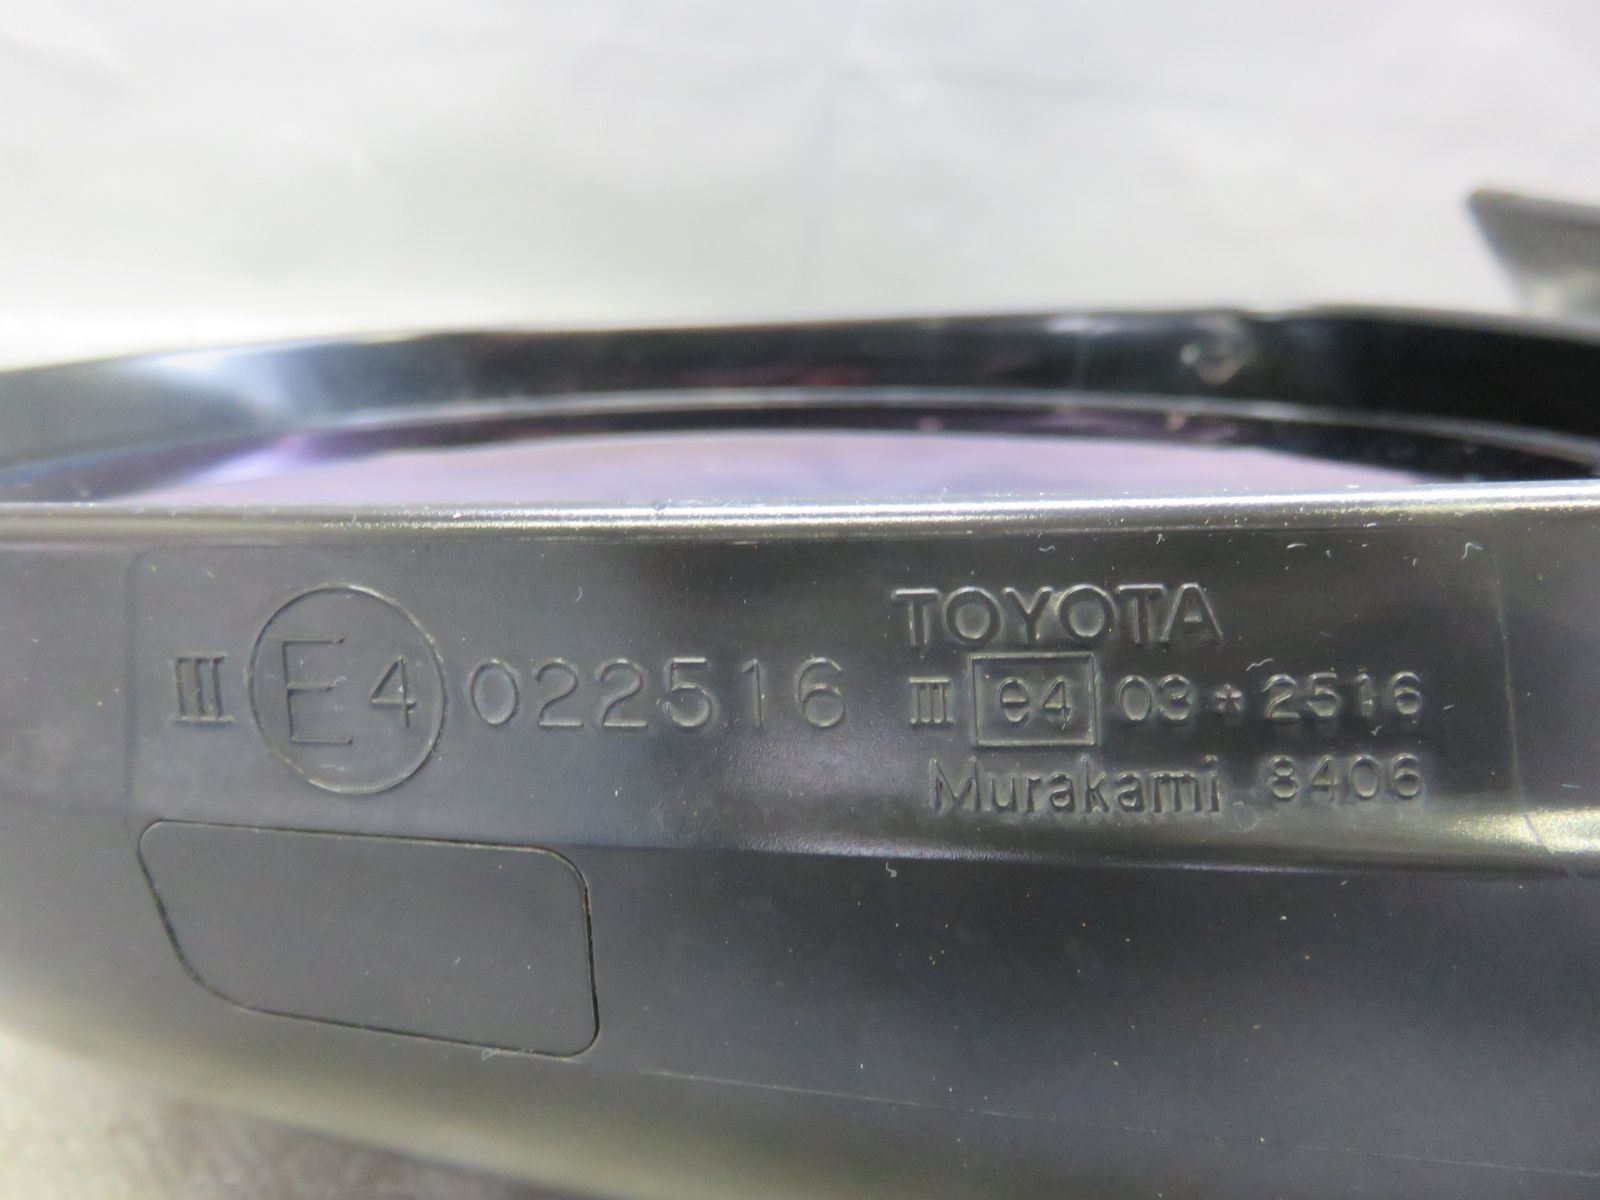 III E4 022516
TOYOTA
III e4 03*2516
Murakami 8406